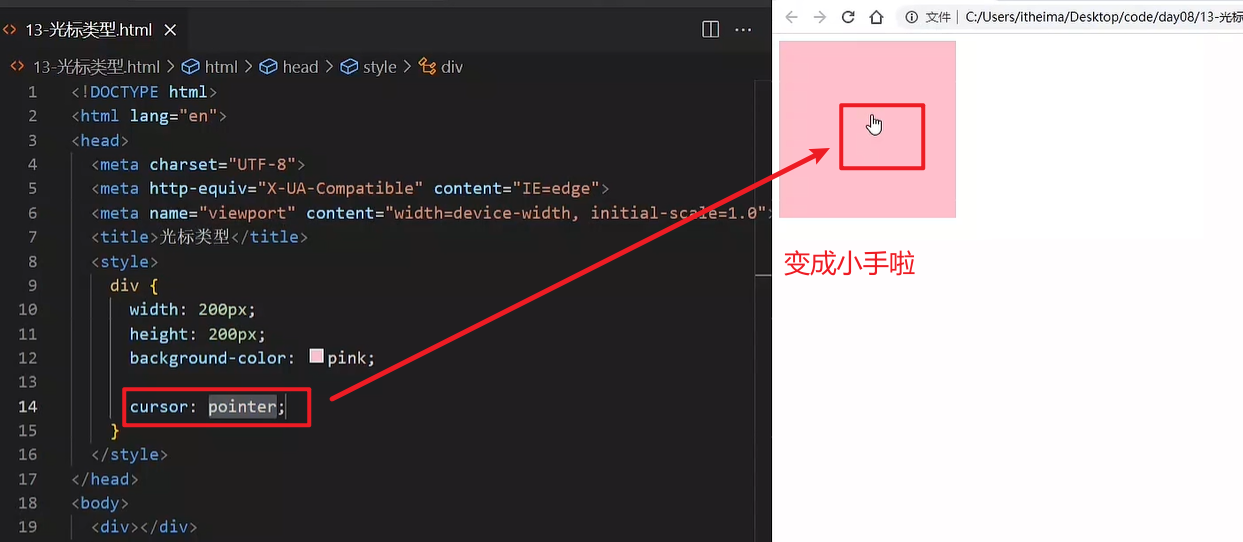 13-光标类型.html
13-光标类型.html > html > head > style > div
1 <!DOCTYPE html>
2 <html lang="en">
3 <head>
4 <meta charset="UTF-8">
5 <meta http-equiv="X-UA-Compatible" content="IE=edge">
6 <meta name="viewport" content="width=device-width, initial-scale=1.0">
7 <title>光标类型</title>
8 <style>
9 div {
10 width: 200px;
11 height: 200px;
12 background-color: pink;
13
14 cursor: pointer;
15 }
16 </style>
17 </head>
18 <body>
19 <div></div>
文件 | C:/Users/itheima/Desktop/code/day08/13-光标
变成小手啦